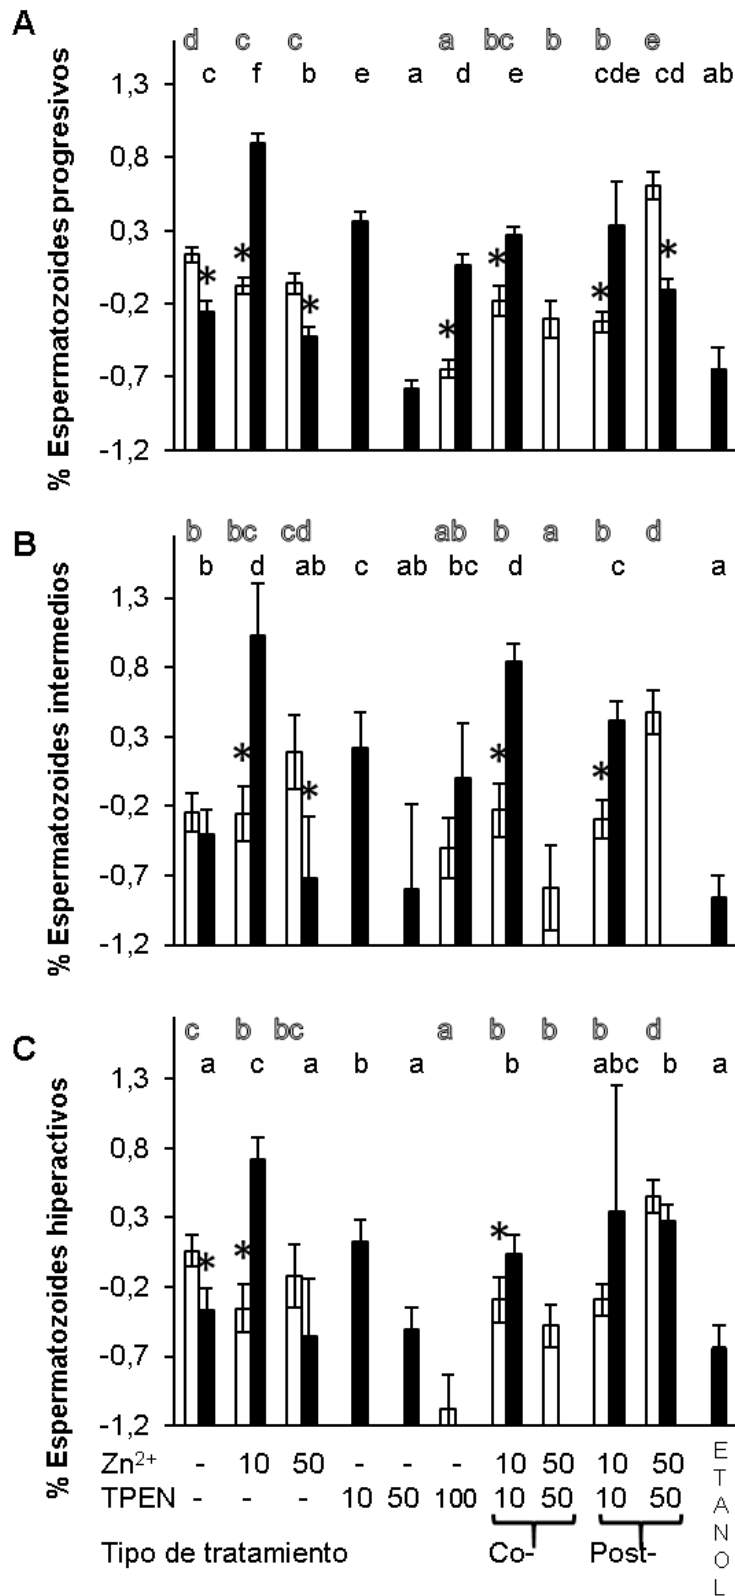 A
d c c a bc b b e
c f b e a d e cde cd ab
% Espermatozoides progresivos
1,3
0,8
0,3
-0,2
-0,7
-1,2
* * * * * * *
B
b bc cd ab b a b d
b d ab c ab bc d c a
% Espermatozoides intermedios
1,3
0,8
0,3
-0,2
-0,7
-1,2
* * * *
C
c b bc a b b b d
a c a b a b abc b a
% Espermatozoides hiperactivos
1,3
0,8
0,3
-0,2
-0,7
-1,2
* * *
Zn²⁺ - 10 50 - - - 10 50 10 50
TPEN - - - 10 50 100 10 50 10 50
ETANOL
Tipo de tratamiento Co- Post-